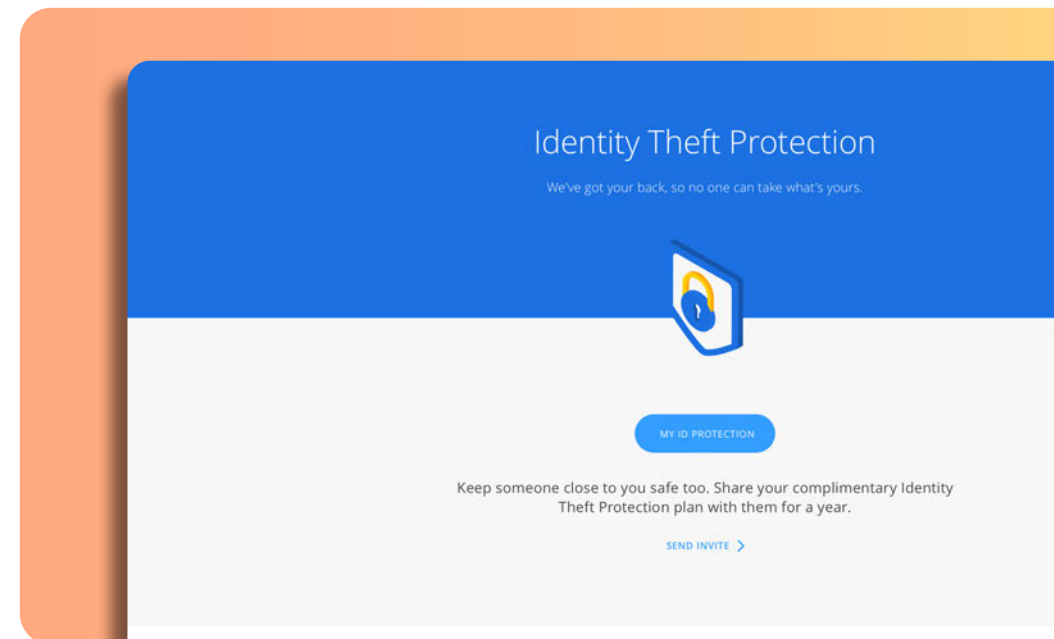 Identity Theft Protection
We've got your back, so no one can take what's yours.
MY ID PROTECTION
Keep someone close to you safe too. Share your complimentary Identity
Theft Protection plan with them for a year.
SEND INVITE